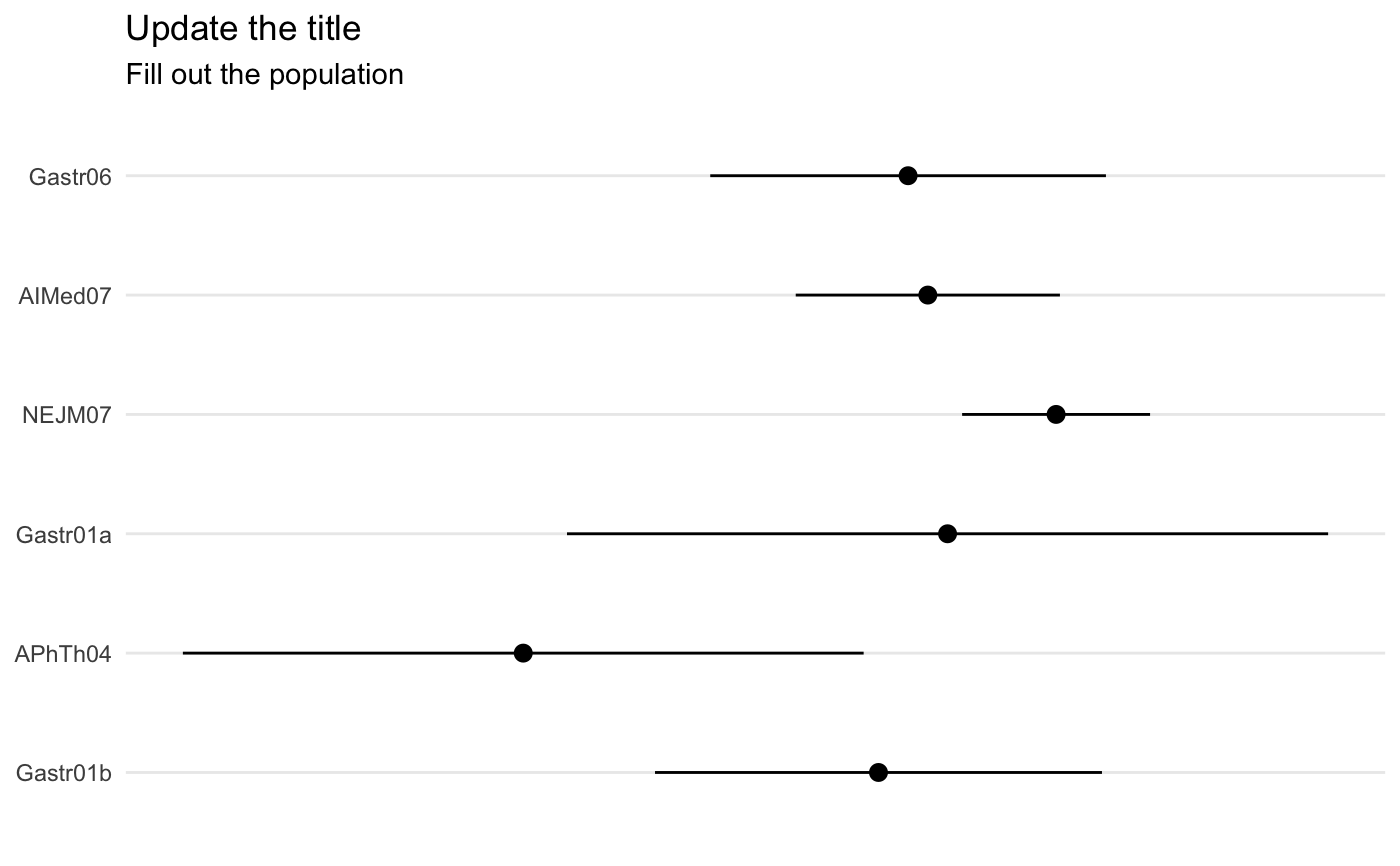 Update the title
Fill out the population
Gastr06
AIMed07
NEJM07
Gastr01a
APhTh04
Gastr01b